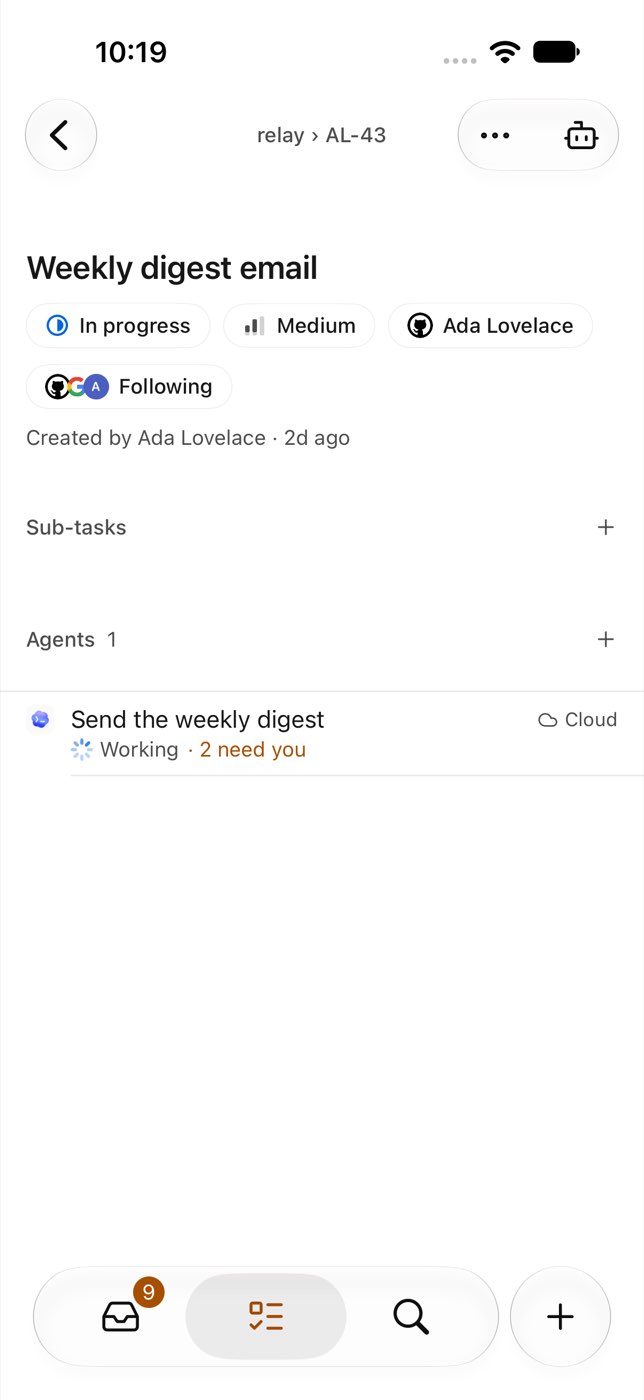 10:19
relay › AL-43
Weekly digest email
In progress
Medium
Ada Lovelace
A
Following
Created by Ada Lovelace · 2d ago
Sub-tasks
Agents 1
Send the weekly digest
Cloud
Working · 2 need you
9